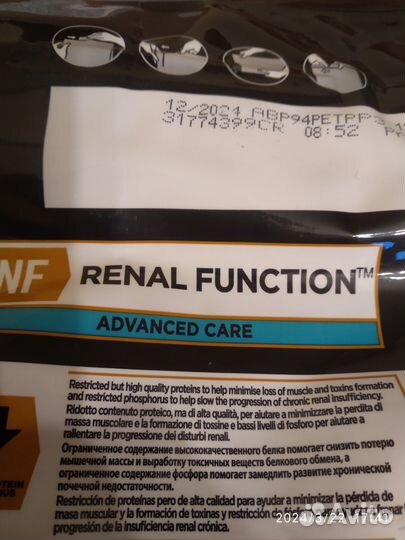 12/2024 ABP94PETPP
31774399CR 08:52
NF RENAL FUNCTION™
ADVANCED CARE
Restricted but high quality proteins to help minimise loss of muscle and toxins formation
and restricted phosphorus to help slow the progression of chronic renal insufficiency.
Ridotto contenuto proteico, ma di alta qualità, per aiutare a minimizzare la perdita di
massa muscolare e la formazione di tossine e bassi livelli di fosforo per aiutare a
rallentare la progressione dei disturbi renali.
Ограниченное содержание высококачественного белка помогает снизить потерю
мышечной массы и выработку токсичных веществ белкового обмена, а
ограниченное содержание фосфора помогает замедлить развитие хронической
почечной недостаточности.
Restricción de proteínas pero de alta calidad para ayudar a minimizar la pérdida de
masa muscular y la formación de toxinas y restricción de
progresión de la insuficiencia renal crónica.
Avito